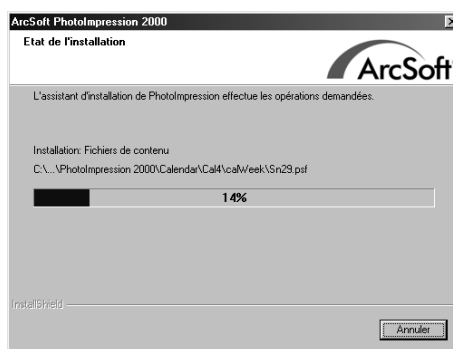 ArcSoft PhotoImpression 2000
Etat de l'installation
ArcSoft
L'assistant d'installation de PhotoImpression effectue les opérations demandées.
Installation: Fichiers de contenu
C:\...\PhotoImpression 2000\Calendar\Cal4\calWeek\Sn29.psf
14%
InstallShield
Annuler